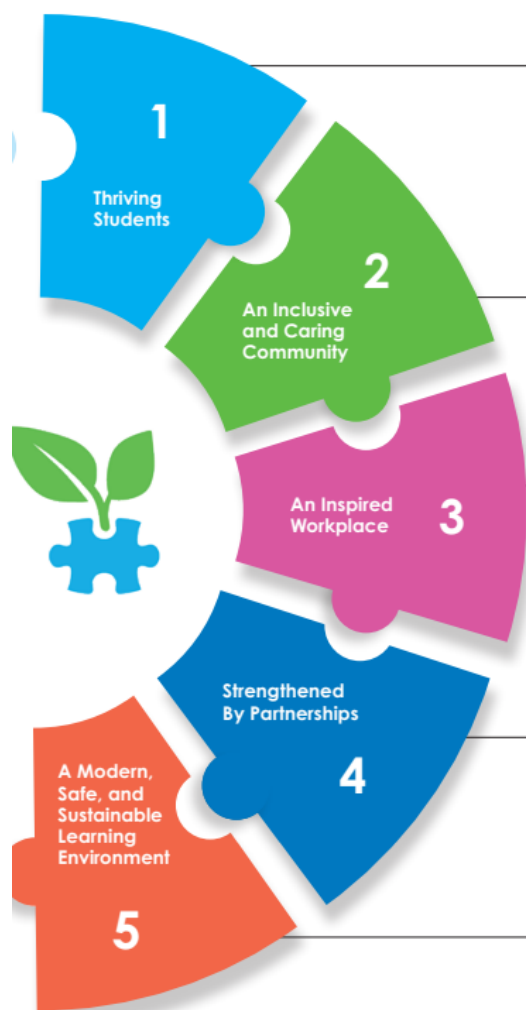 1
Thriving
Students
2
An Inclusive
and Caring
Community
An Inspired
Workplace
3
Strengthened
By Partnerships
4
A Modern,
Safe, and
Sustainable
Learning
Environment
5